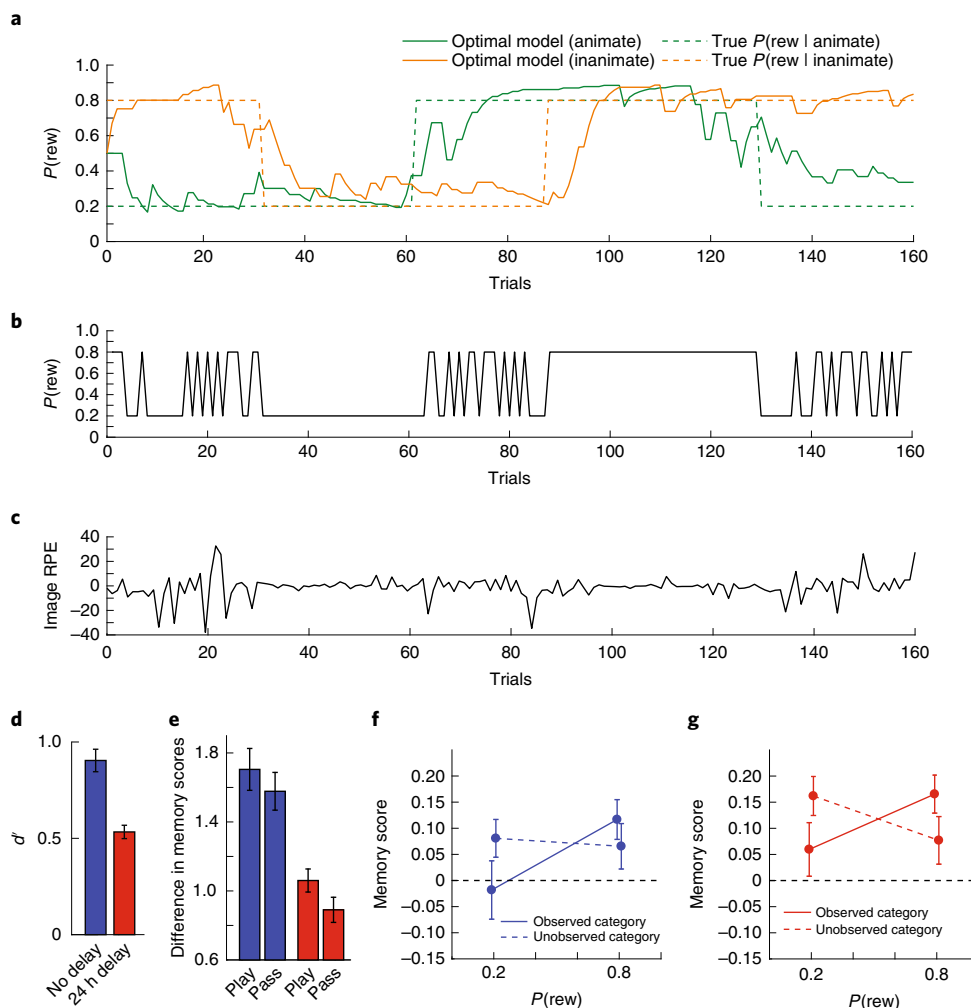 a
Optimal model (animate)
True P(rew | animate)
Optimal model (inanimate)
True P(rew | inanimate)
P(rew)
1.0
0.8
0.6
0.4
0.2
0
0 20 40 60 80 100 120 140 160
Trials
b
P(rew)
1.0
0.8
0.6
0.4
0.2
0
0 20 40 60 80 100 120 140 160
Trials
c
Image RPE
40
20
0
−20
−40
0 20 40 60 80 100 120 140 160
Trials
d
d′
1.0
0.5
0
No delay
24 h delay
e
Difference in memory scores
1.8
1.4
1.0
0.6
Play
Pass
Play
Pass
f
Memory score
0.20
0.15
0.10
0.05
0
−0.05
−0.10
−0.15
Observed category
Unobserved category
0.2 0.8
P(rew)
g
Memory score
0.20
0.15
0.10
0.05
0
−0.05
−0.10
−0.15
Observed category
Unobserved category
0.2 0.8
P(rew)